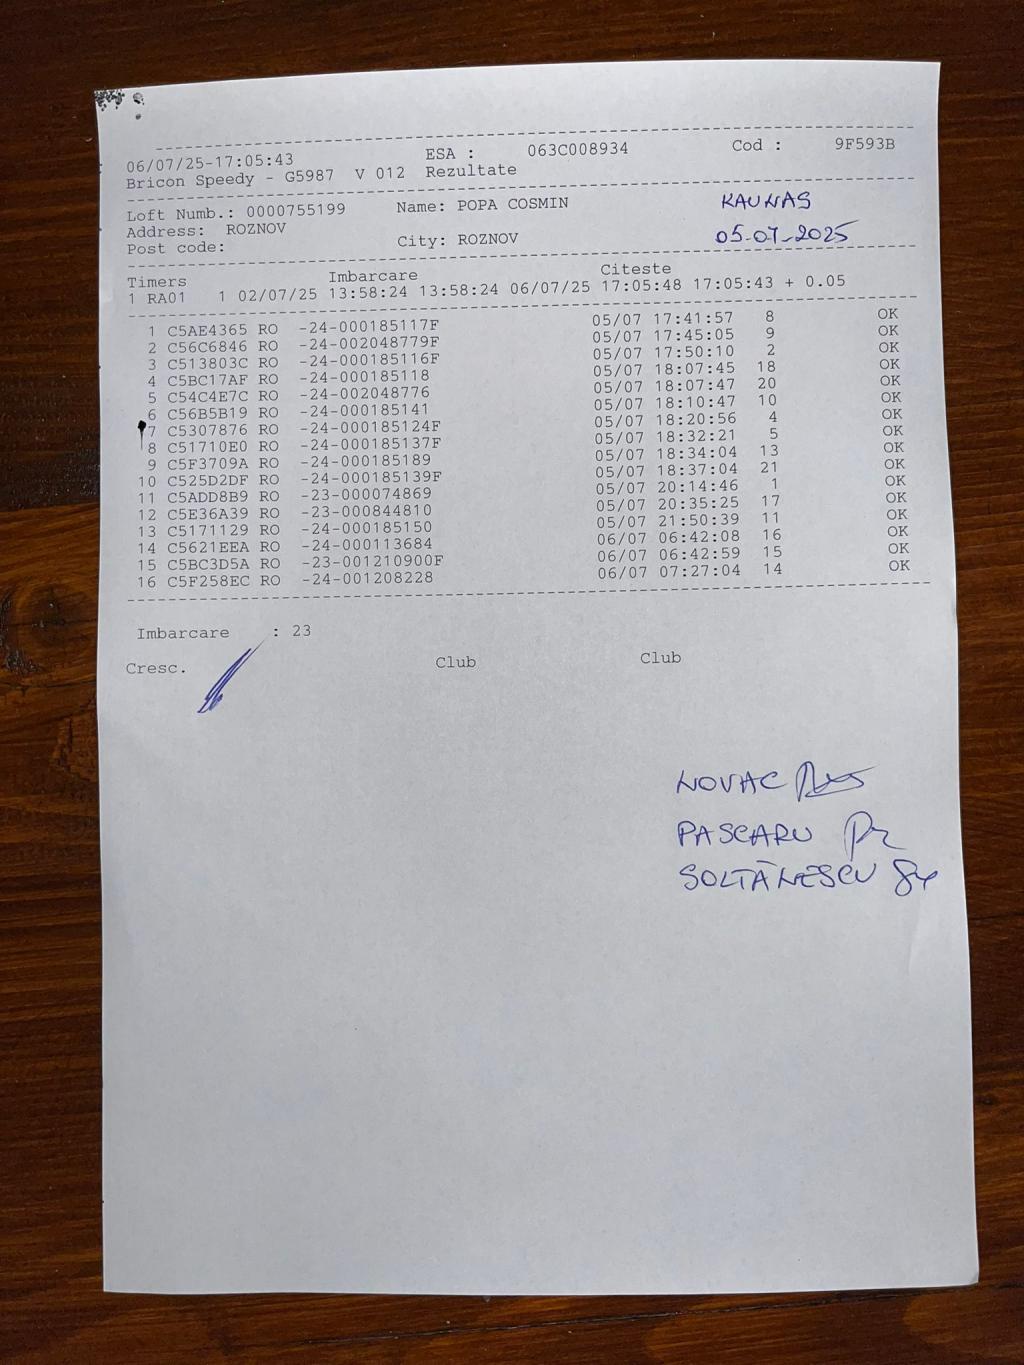 06/07/25-17:05:43 ESA : 063C008934 Cod : 9F593B
Bricon Speedy - G5987 V 012 Rezultate
Loft Numb.: 0000755199 Name: POPA COSMIN KAUNAS
Address: ROZNOV
Post code: City: ROZNOV 05-07-2025
Timers Imbarcare Citeste
1 RA01 1 02/07/25 13:58:24 13:58:24 06/07/25 17:05:48 17:05:43 + 0.05
1 C5AE4365 RO -24-000185117F 05/07 17:41:57 8 OK
2 C56C6846 RO -24-002048779F 05/07 17:45:05 9 OK
3 C513803C RO -24-000185116F 05/07 17:50:10 2 OK
4 C5BC17AF RO -24-000185118 05/07 18:07:45 18 OK
5 C54C4E7C RO -24-002048776 05/07 18:07:47 20 OK
6 C56B5B19 RO -24-000185141 05/07 18:10:47 10 OK
7 C5307876 RO -24-000185124F 05/07 18:20:56 4 OK
8 C51710E0 RO -24-000185137F 05/07 18:32:21 5 OK
9 C5F3709A RO -24-000185189 05/07 18:34:04 13 OK
10 C525D2DF RO -24-000185139F 05/07 18:37:04 21 OK
11 C5ADD8B9 RO -23-000074869 05/07 20:14:46 1 OK
12 C5E36A39 RO -23-000844810 05/07 20:35:25 17 OK
13 C5171129 RO -24-000185150 05/07 21:50:39 11 OK
14 C5621EEA RO -24-000113684 06/07 06:42:08 16 OK
15 C5BC3D5A RO -23-001210900F 06/07 06:42:59 15 OK
16 C5F258EC RO -24-001208228 06/07 07:27:04 14 OK
Imbarcare : 23
Cresc. Club Club
NOVAC
PASCARU
SOLTĂNESCU